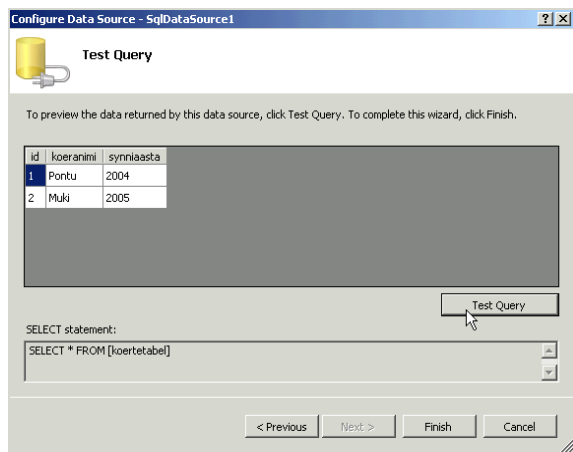 Configure Data Source - SqlDataSource1
Test Query
To preview the data returned by this data source, click Test Query. To complete this wizard, click Finish.
id koeranimi synniaasta
1 Pontu 2004
2 Muki 2005
Test Query
SELECT statement:
SELECT * FROM [koertetabel]
< Previous Next > Finish Cancel